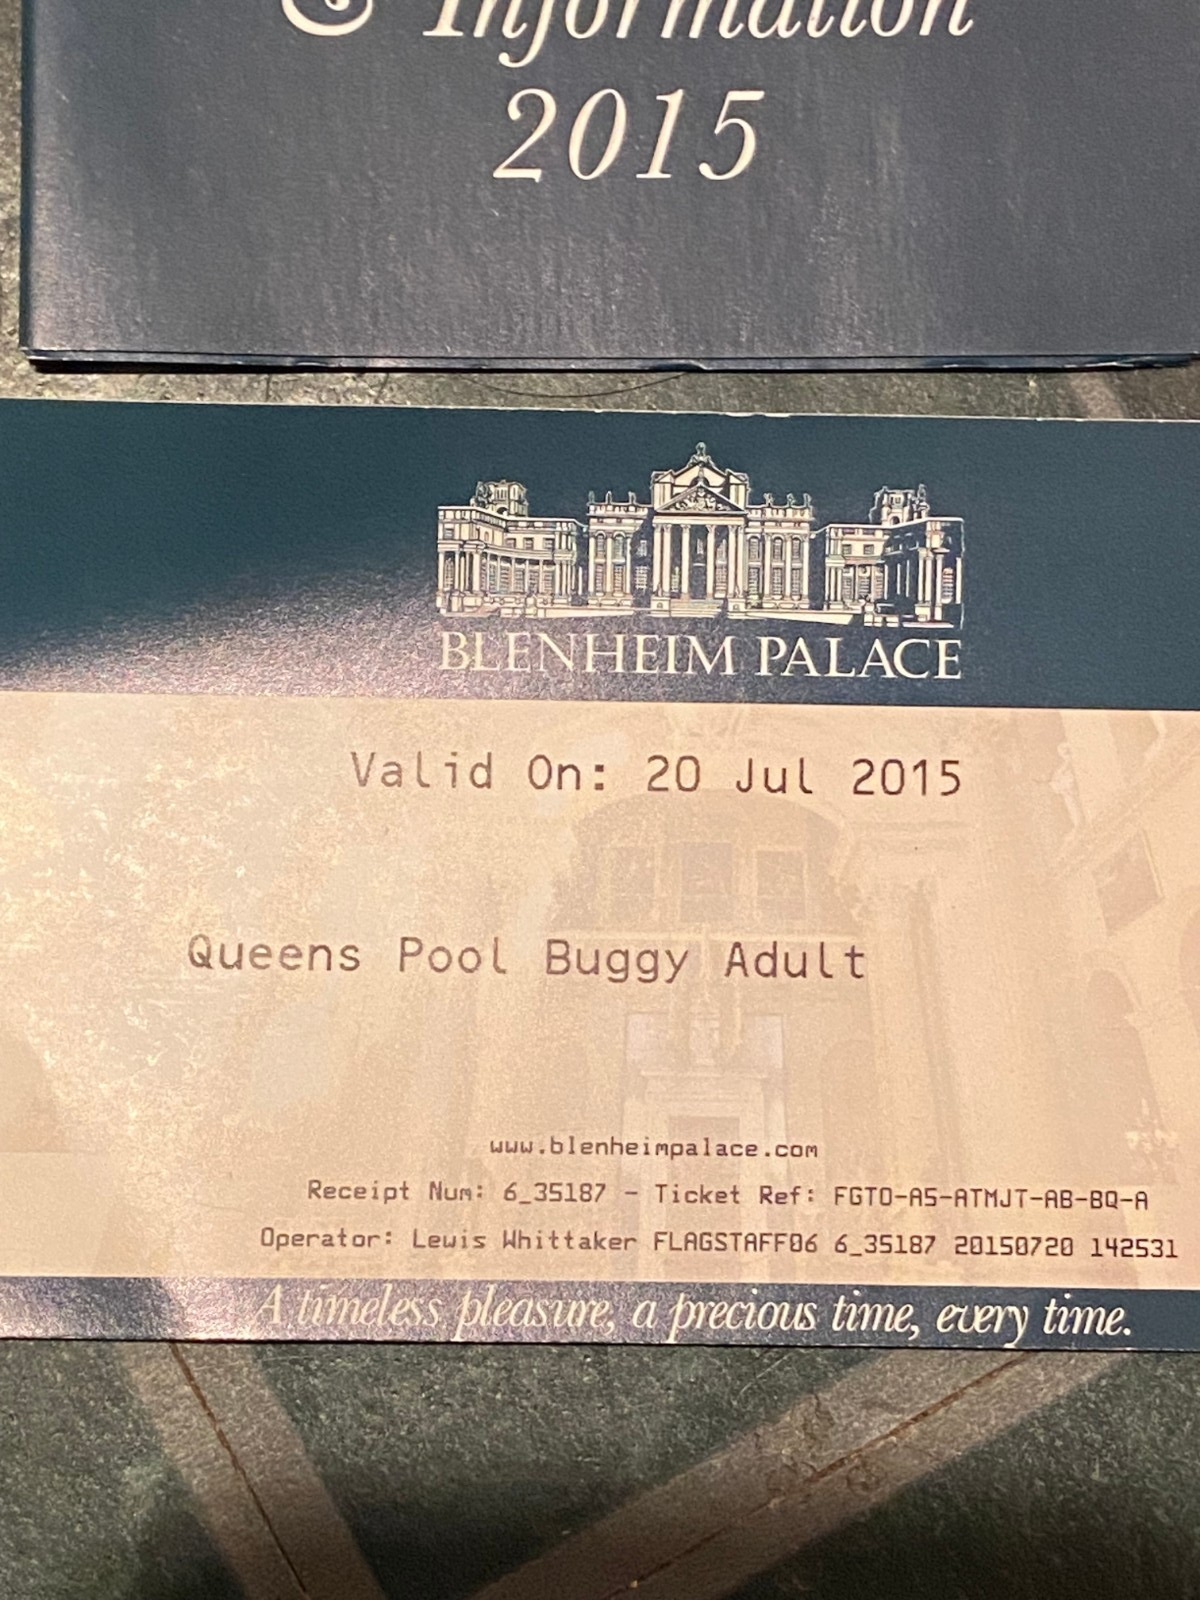 & Information
2015
BLENHEIM PALACE
Valid On: 20 Jul 2015
Queens Pool Buggy Adult
www.blenheimpalace.com
Receipt Num: 6_35187 - Ticket Ref: FGTO-A5-ATMJT-AB-BQ-A
Operator: Lewis Whittaker FLAGSTAFF06 6_35187 20150720 142531
A timeless pleasure, a precious time, every time.